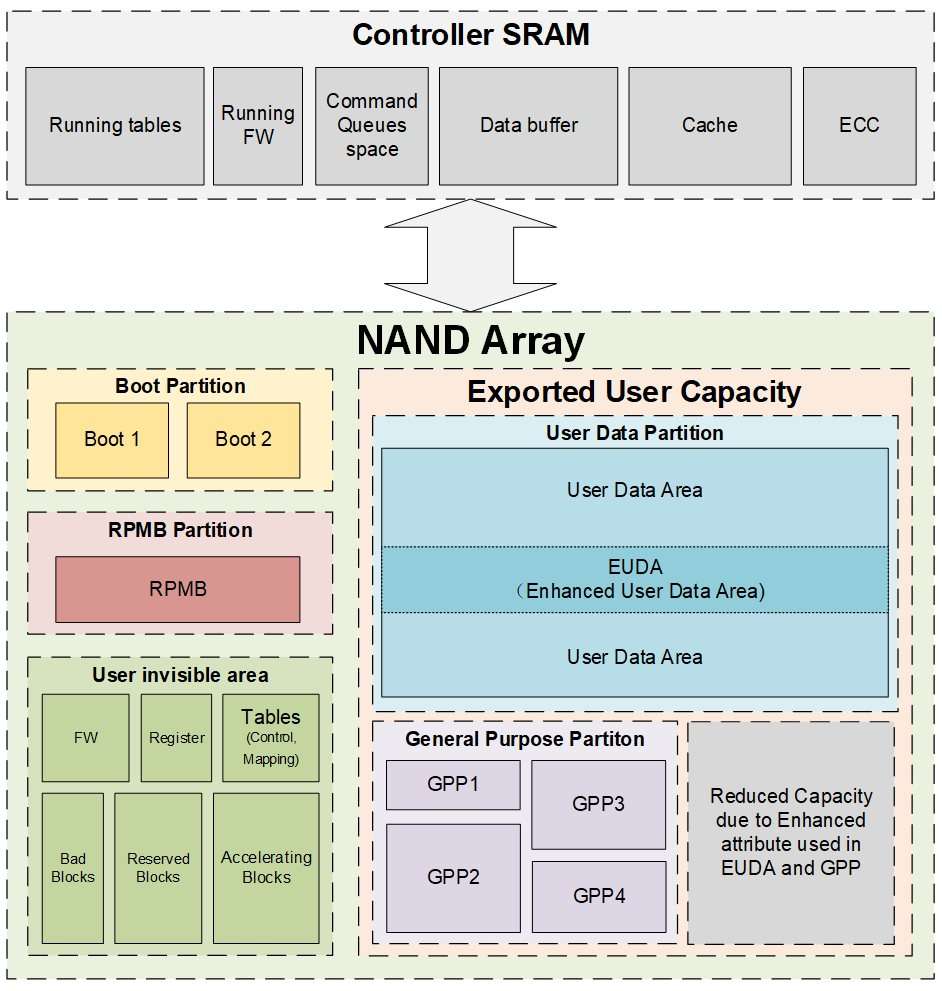 Controller SRAM
Running tables
Running
FW
Command
Queues
space
Data buffer
Cache
ECC
NAND Array
Boot Partition
Boot 1
Boot 2
RPMB Partition
RPMB
User invisible area
FW
Register
Tables
(Control,
Mapping)
Bad
Blocks
Reserved
Blocks
Accelerating
Blocks
Exported User Capacity
User Data Partition
User Data Area
EUDA
（Enhanced User Data Area)
User Data Area
General Purpose Partiton
GPP1
GPP2
GPP3
GPP4
Reduced Capacity
due to Enhanced
attribute used in
EUDA and GPP